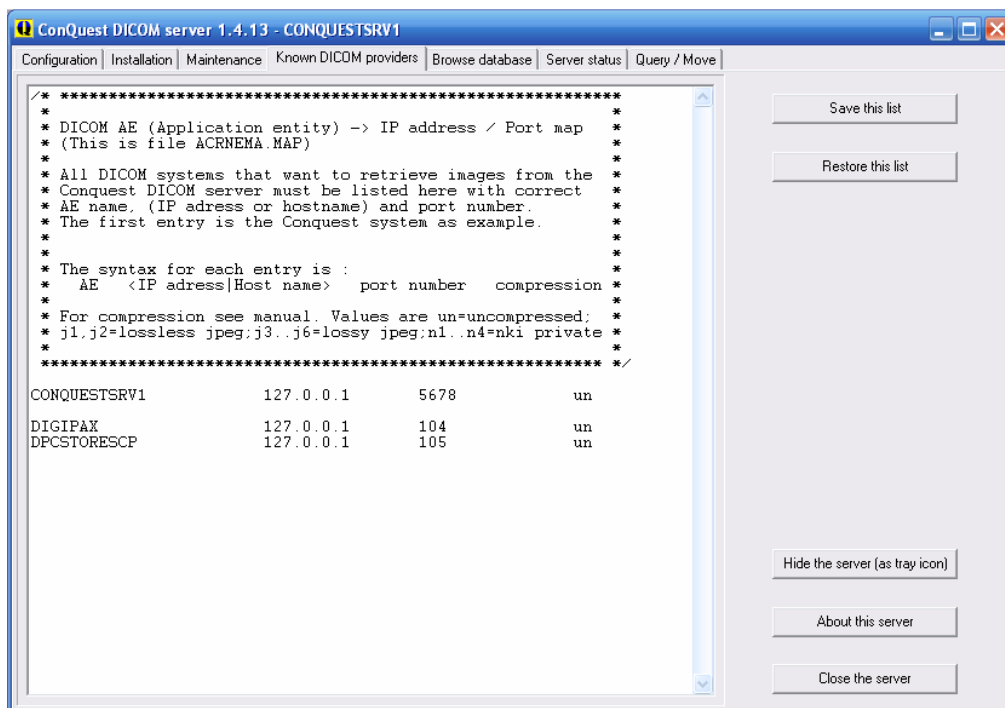 ConQuest DICOM server 1.4.13 - CONQUESTSRV1
Configuration Installation Maintenance Known DICOM providers Browse database Server status Query / Move
/* ********************************************************** 
* *
* DICOM AE (Application entity) -> IP address / Port map *
* (This is file ACRNEMA.MAP) *
* *
* All DICOM systems that want to retrieve images from the *
* Conquest DICOM server must be listed here with correct *
* AE name, (IP adress or hostname) and port number. *
* The first entry is the Conquest system as example. *
* *
* *
* The syntax for each entry is : *
* AE <IP adress|Host name> port number compression *
* *
* For compression see manual. Values are un=uncompressed; *
* j1,j2=lossless jpeg;j3..j6=lossy jpeg;n1..n4=nki private *
* *
********************************************************** */
CONQUESTSRV1 127.0.0.1 5678 un
DIGIPAX 127.0.0.1 104 un
DPCSTORESCP 127.0.0.1 105 un
Save this list
Restore this list
Hide the server (as tray icon)
About this server
Close the server